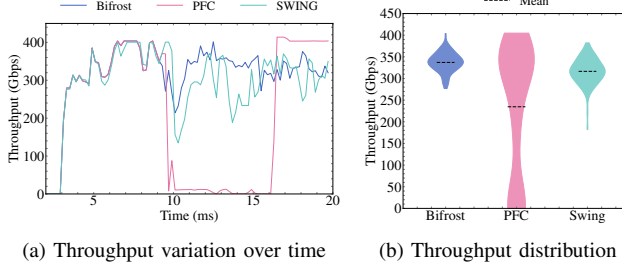 Bifrost PFC SWING
Throughput (Gbps)
400
300
200
100
0
5 10 15 20
Time (ms)
(a) Throughput variation over time
Mean
Throughput (Gbps)
450
400
350
300
250
200
150
100
50
0
Bifrost PFC Swing
(b) Throughput distribution